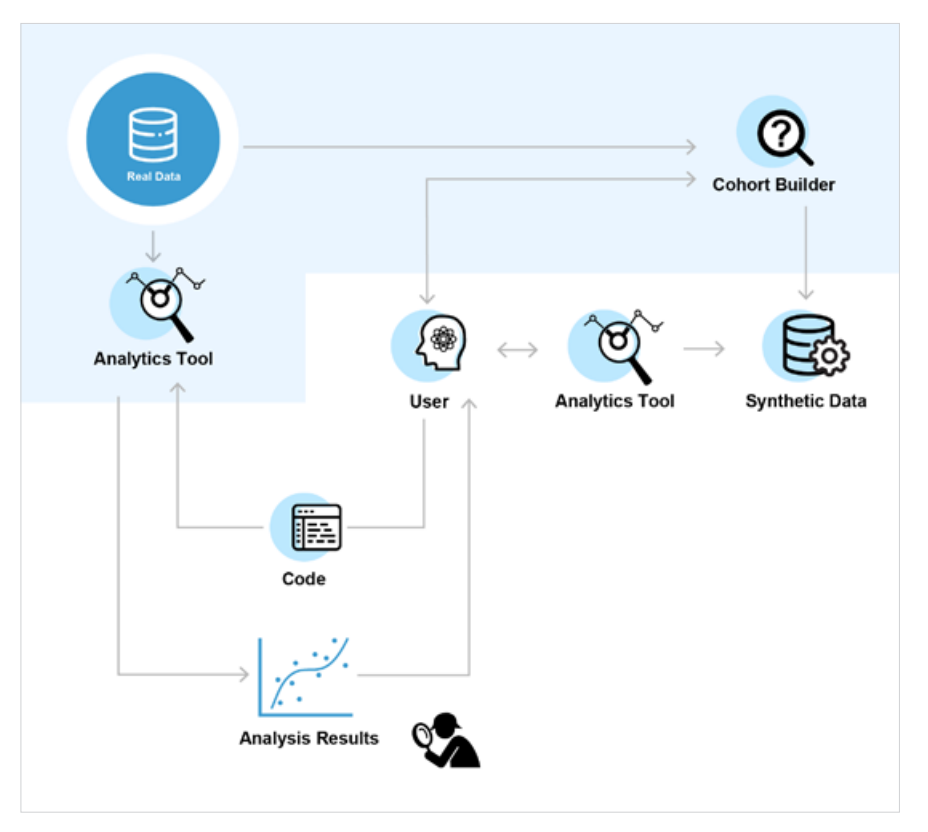 Real Data
Cohort Builder
Analytics Tool
User
Analytics Tool
Synthetic Data
Code
Analysis Results